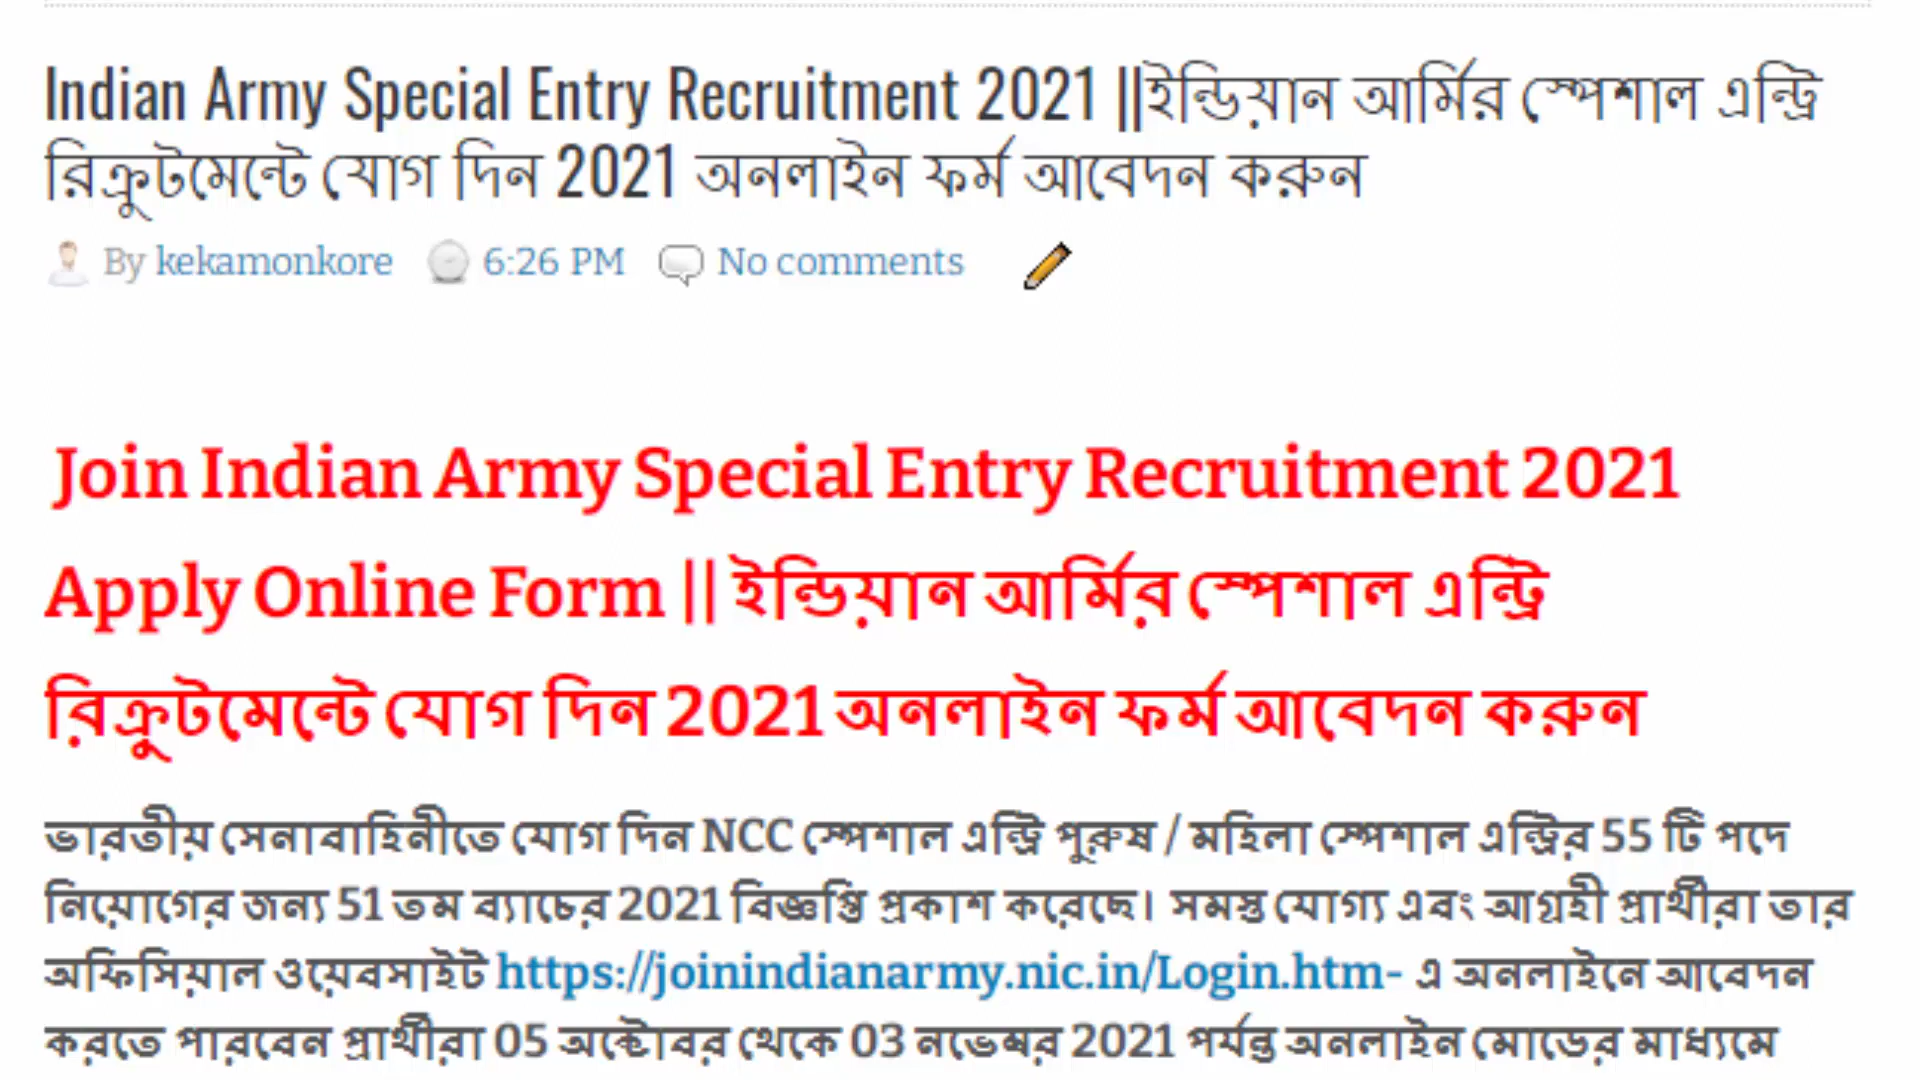 Indian Army Special Entry Recruitment 2021 ||ইন্ডিয়ান আর্মির স্পেশাল এন্ট্রি
রিক্রুটমেন্টে যোগ দিন 2021 অনলাইন ফর্ম আবেদন করুন
By kekamonkore 6:26 PM No comments
Join Indian Army Special Entry Recruitment 2021
Apply Online Form || ইন্ডিয়ান আর্মির স্পেশাল এন্ট্রি
রিক্রুটমেন্টে যোগ দিন 2021 অনলাইন ফর্ম আবেদন করুন
ভারতীয় সেনাবাহিনীতে যোগ দিন NCC স্পেশাল এন্ট্রি পুরুষ / মহিলা স্পেশাল এন্ট্রির 55 টি পদে
নিয়োগের জন্য 51 তম ব্যাচের 2021 বিজ্ঞপ্তি প্রকাশ করেছে। সমস্ত যোগ্য এবং আগ্রহী প্রার্থীরা তার
অফিসিয়াল ওয়েবসাইট https://joinindianarmy.nic.in/Login.htm- এ অনলাইনে আবেদন
করতে পারবেন প্রার্থীরা 05 অক্টোবর থেকে 03 নভেম্বর 2021 পর্যন্ত অনলাইন মোডের মাধ্যমে